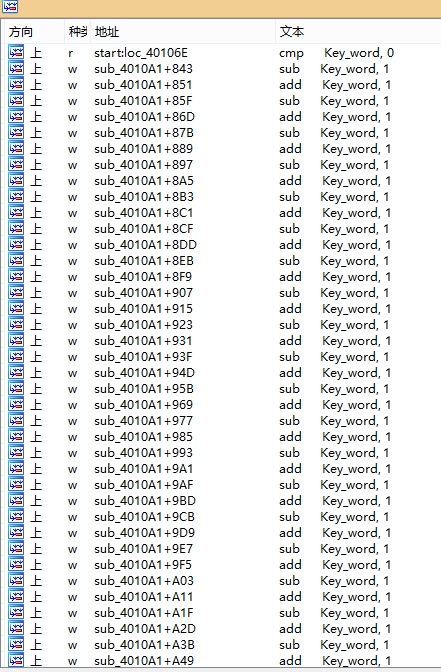 方向 种类 地址 文本
上 r start:loc_40106E cmp Key_word, 0
上 w sub_4010A1+843 sub Key_word, 1
上 w sub_4010A1+851 add Key_word, 1
上 w sub_4010A1+85F sub Key_word, 1
上 w sub_4010A1+86D add Key_word, 1
上 w sub_4010A1+87B sub Key_word, 1
上 w sub_4010A1+889 add Key_word, 1
上 w sub_4010A1+897 sub Key_word, 1
上 w sub_4010A1+8A5 add Key_word, 1
上 w sub_4010A1+8B3 sub Key_word, 1
上 w sub_4010A1+8C1 add Key_word, 1
上 w sub_4010A1+8CF sub Key_word, 1
上 w sub_4010A1+8DD add Key_word, 1
上 w sub_4010A1+8EB sub Key_word, 1
上 w sub_4010A1+8F9 add Key_word, 1
上 w sub_4010A1+907 sub Key_word, 1
上 w sub_4010A1+915 add Key_word, 1
上 w sub_4010A1+923 sub Key_word, 1
上 w sub_4010A1+931 add Key_word, 1
上 w sub_4010A1+93F sub Key_word, 1
上 w sub_4010A1+94D add Key_word, 1
上 w sub_4010A1+95B sub Key_word, 1
上 w sub_4010A1+969 add Key_word, 1
上 w sub_4010A1+977 sub Key_word, 1
上 w sub_4010A1+985 add Key_word, 1
上 w sub_4010A1+993 sub Key_word, 1
上 w sub_4010A1+9A1 add Key_word, 1
上 w sub_4010A1+9AF sub Key_word, 1
上 w sub_4010A1+9BD add Key_word, 1
上 w sub_4010A1+9CB sub Key_word, 1
上 w sub_4010A1+9D9 add Key_word, 1
上 w sub_4010A1+9E7 sub Key_word, 1
上 w sub_4010A1+9F5 add Key_word, 1
上 w sub_4010A1+A03 sub Key_word, 1
上 w sub_4010A1+A11 add Key_word, 1
上 w sub_4010A1+A1F sub Key_word, 1
上 w sub_4010A1+A2D add Key_word, 1
上 w sub_4010A1+A3B sub Key_word, 1
上 w sub_4010A1+A49 add Key_word, 1